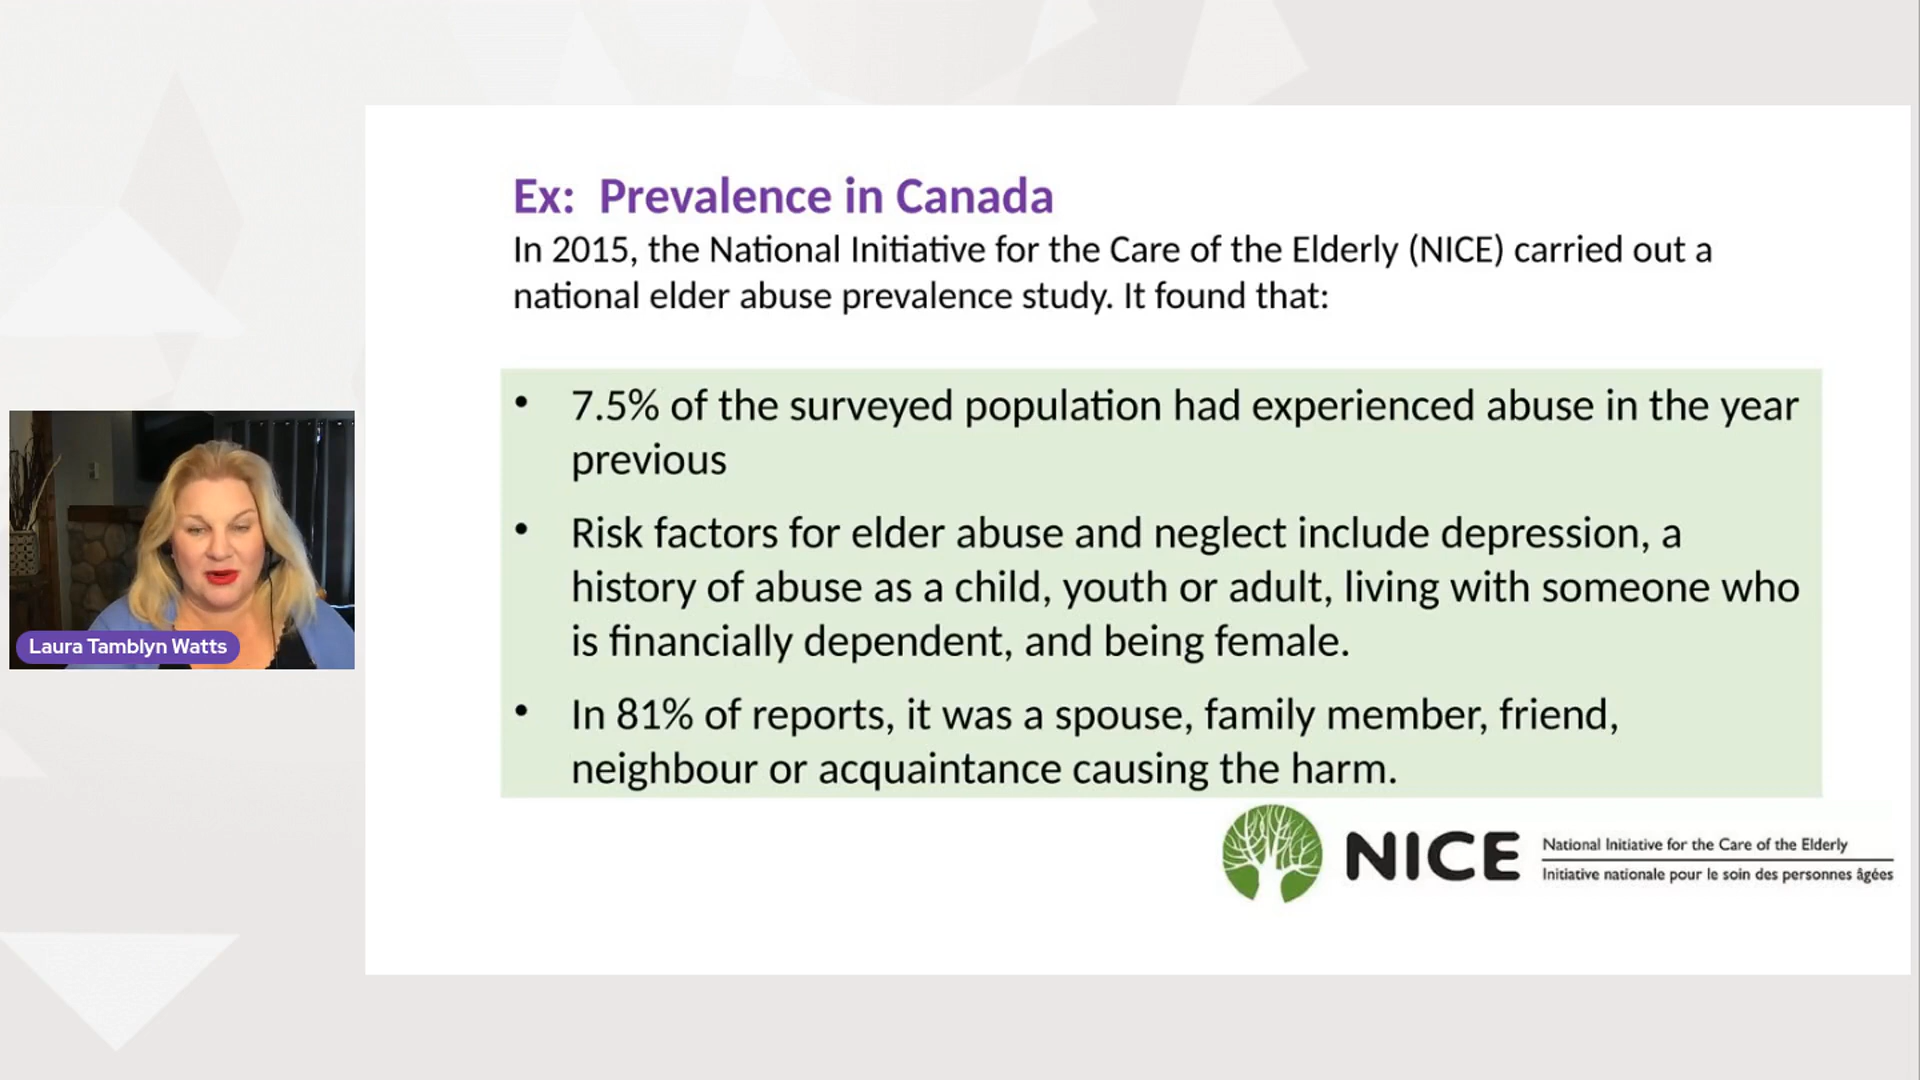 Ex:  Prevalence in Canada
In 2015, the National Initiative for the Care of the Elderly (NICE) carried out a
national elder abuse prevalence study. It found that:
• 7.5% of the surveyed population had experienced abuse in the year
previous
• Risk factors for elder abuse and neglect include depression, a
history of abuse as a child, youth or adult, living with someone who
is financially dependent, and being female.
• In 81% of reports, it was a spouse, family member, friend,
neighbour or acquaintance causing the harm.
Laura Tamblyn Watts
NICE
National Initiative for the Care of the Elderly
Initiative nationale pour le soin des personnes âgées